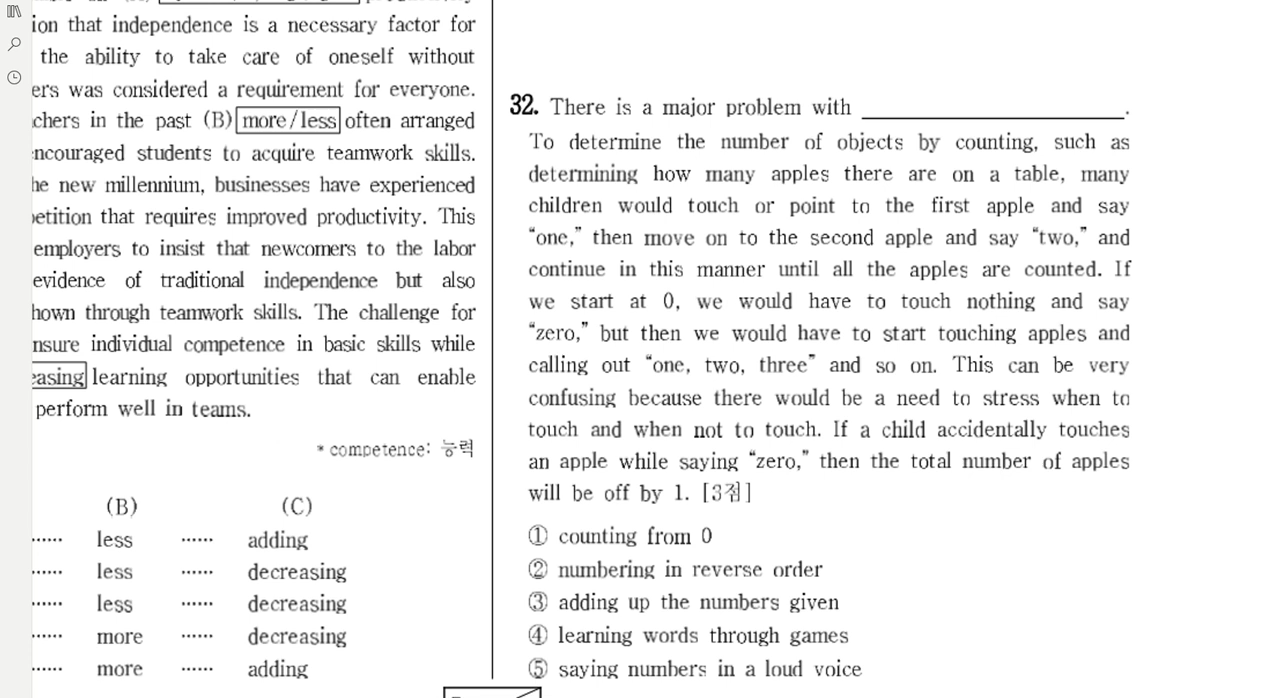 ion that independence is a necessary factor for
the ability to take care of oneself without
ers was considered a requirement for everyone.
chers in the past (B) more/less often arranged
ncouraged students to acquire teamwork skills.
he new millennium, businesses have experienced
etition that requires improved productivity. This
employers to insist that newcomers to the labor
evidence of traditional independence but also
hown through teamwork skills. The challenge for
nsure individual competence in basic skills while
easing learning opportunities that can enable
perform well in teams.
* competence: 능력
(B) (C)
...... less ...... adding
...... less ...... decreasing
...... less ...... decreasing
...... more ...... decreasing
...... more ...... adding
32. There is a major problem with ____________________.
To determine the number of objects by counting, such as
determining how many apples there are on a table, many
children would touch or point to the first apple and say
“one,” then move on to the second apple and say “two,” and
continue in this manner until all the apples are counted. If
we start at 0, we would have to touch nothing and say
“zero,” but then we would have to start touching apples and
calling out “one, two, three” and so on. This can be very
confusing because there would be a need to stress when to
touch and when not to touch. If a child accidentally touches
an apple while saying “zero,” then the total number of apples
will be off by 1. [3점]
① counting from 0
② numbering in reverse order
③ adding up the numbers given
④ learning words through games
⑤ saying numbers in a loud voice